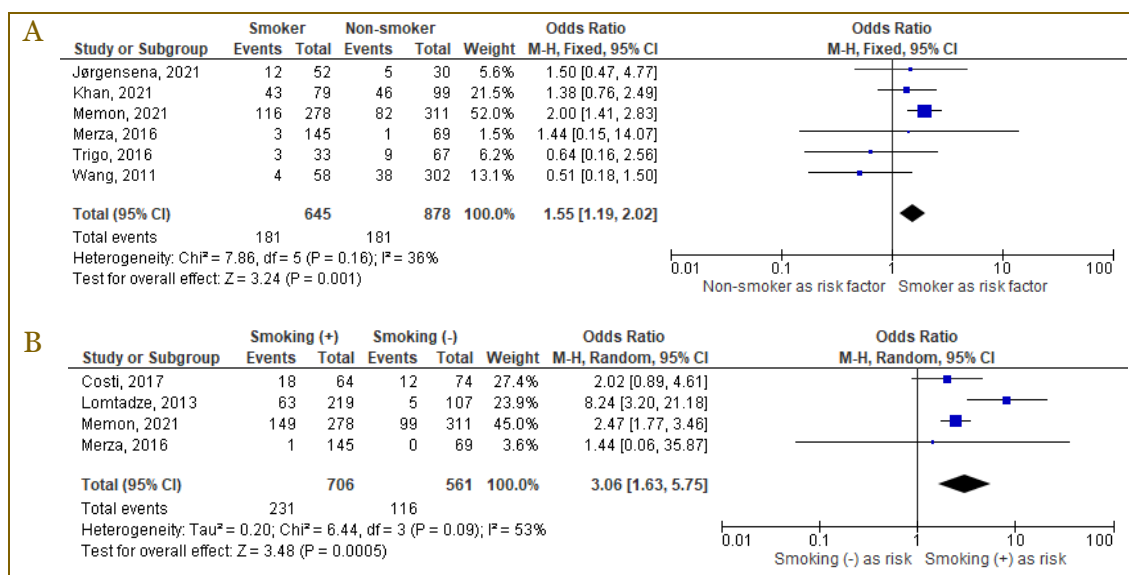 A
Smoker Non-smoker Odds Ratio Odds Ratio
Study or Subgroup Events Total Events Total Weight M-H, Fixed, 95% CI M-H, Fixed, 95% CI
Jørgensena, 2021 12 52 5 30 5.6% 1.50 [0.47, 4.77]
Khan, 2021 43 79 46 99 21.5% 1.38 [0.76, 2.49]
Memon, 2021 116 278 82 311 52.0% 2.00 [1.41, 2.83]
Merza, 2016 3 145 1 69 1.5% 1.44 [0.15, 14.07]
Trigo, 2016 3 33 9 67 6.2% 0.64 [0.16, 2.56]
Wang, 2011 4 58 38 302 13.1% 0.51 [0.18, 1.50]
Total (95% CI) 645 878 100.0% 1.55 [1.19, 2.02]
Total events 181 181
Heterogeneity: Chi² = 7.86, df = 5 (P = 0.16); I² = 36%
Test for overall effect: Z = 3.24 (P = 0.001)
0.01 0.1 1 10 100
Non-smoker as risk factor Smoker as risk factor
B
Smoking (+) Smoking (-) Odds Ratio Odds Ratio
Study or Subgroup Events Total Events Total Weight M-H, Random, 95% CI M-H, Random, 95% CI
Costi, 2017 18 64 12 74 27.4% 2.02 [0.89, 4.61]
Lomtadze, 2013 63 219 5 107 23.9% 8.24 [3.20, 21.18]
Memon, 2021 149 278 99 311 45.0% 2.47 [1.77, 3.46]
Merza, 2016 1 145 0 69 3.6% 1.44 [0.06, 35.87]
Total (95% CI) 706 561 100.0% 3.06 [1.63, 5.75]
Total events 231 116
Heterogeneity: Tau² = 0.20; Chi² = 6.44, df = 3 (P = 0.09); I² = 53%
Test for overall effect: Z = 3.48 (P = 0.0005)
0.01 0.1 1 10 100
Smoking (-) as risk Smoking (+) as risk